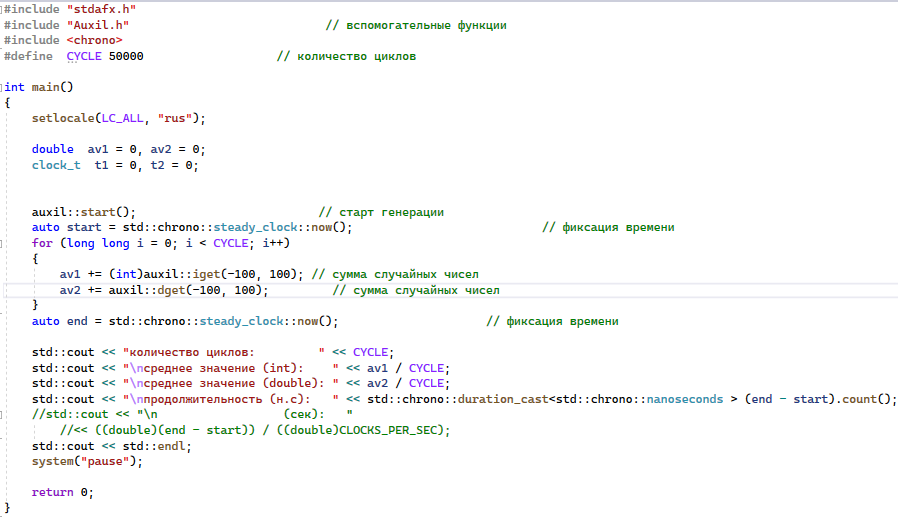 #include "stdafx.h"
#include "Auxil.h"                            // вспомогательные функции
#include <chrono>
#define  CYCLE 50000                   // количество циклов
int main()
{
    setlocale(LC_ALL, "rus");
    double  av1 = 0, av2 = 0;
    clock_t  t1 = 0, t2 = 0;
    auxil::start();                          // старт генерации
    auto start = std::chrono::steady_clock::now();                           // фиксация времени
    for (long long i = 0; i < CYCLE; i++)
    {
        av1 += (int)auxil::iget(-100, 100); // сумма случайных чисел
        av2 += auxil::dget(-100, 100);         // сумма случайных чисел
    }
    auto end = std::chrono::steady_clock::now();                     // фиксация времени
    std::cout << "количество циклов:         " << CYCLE;
    std::cout << "\nсреднее значение (int):    " << av1 / CYCLE;
    std::cout << "\nсреднее значение (double): " << av2 / CYCLE;
    std::cout << "\nпродолжительность (н.с):   " << std::chrono::duration_cast<std::chrono::nanoseconds > (end - start).count();
    //std::cout << "\n                  (сек):   "
        //<< ((double)(end - start)) / ((double)CLOCKS_PER_SEC);
    std::cout << std::endl;
    system("pause");
    return 0;
}